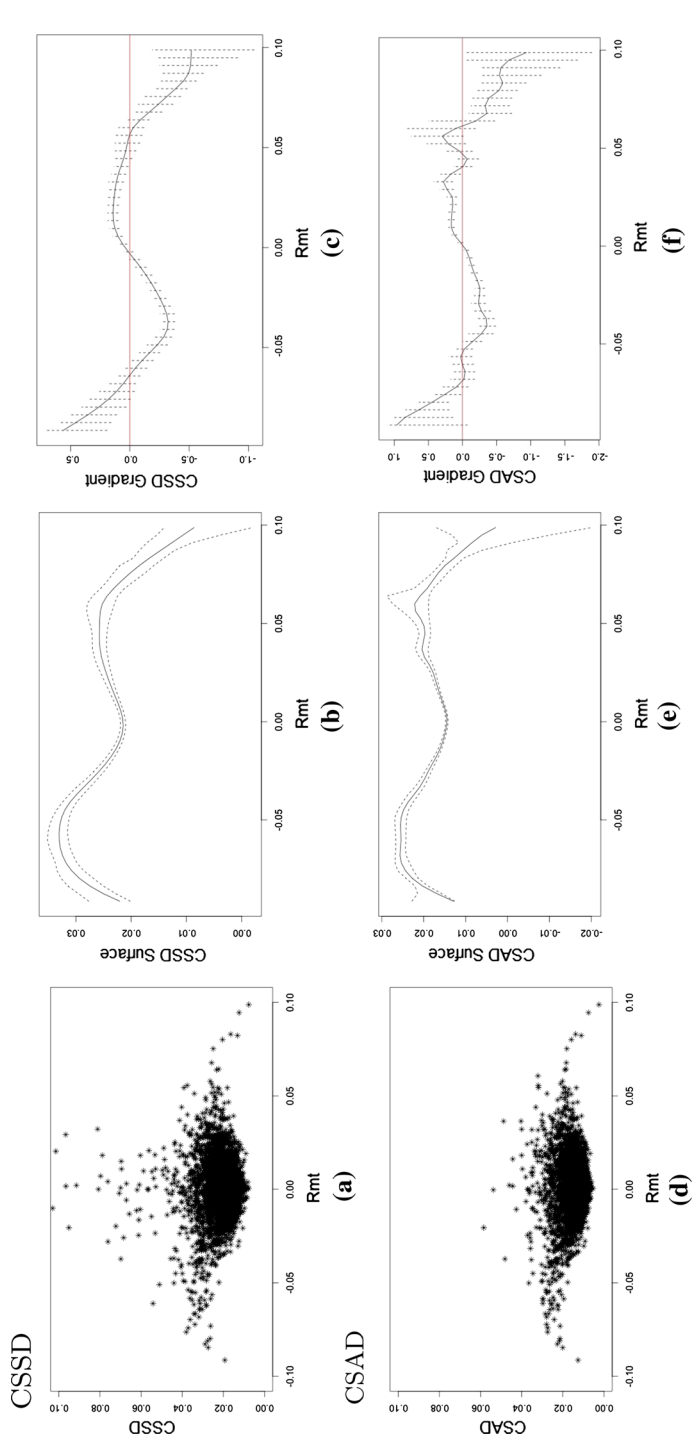 CSSD
CSSD
0.10
0.08
0.06
0.04
0.02
0.00
-0.10 -0.05 0.00 0.05 0.10
Rmt
(a)
CSSD Surface
0.03
0.02
0.01
0.00
-0.05 0.00 0.05 0.10
Rmt
(b)
CSSD Gradient
0.5
0.0
-0.5
-1.0
-0.05 0.00 0.05 0.10
Rmt
(c)
CSAD
CSAD
0.10
0.08
0.06
0.04
0.02
0.00
-0.10 -0.05 0.00 0.05 0.10
Rmt
(d)
CSAD Surface
0.03
0.02
0.01
0.00
-0.01
-0.02
-0.05 0.00 0.05 0.10
Rmt
(e)
CSAD Gradient
1.0
0.5
0.0
-0.5
-1.0
-1.5
-2.0
-0.05 0.00 0.05 0.10
Rmt
(f)